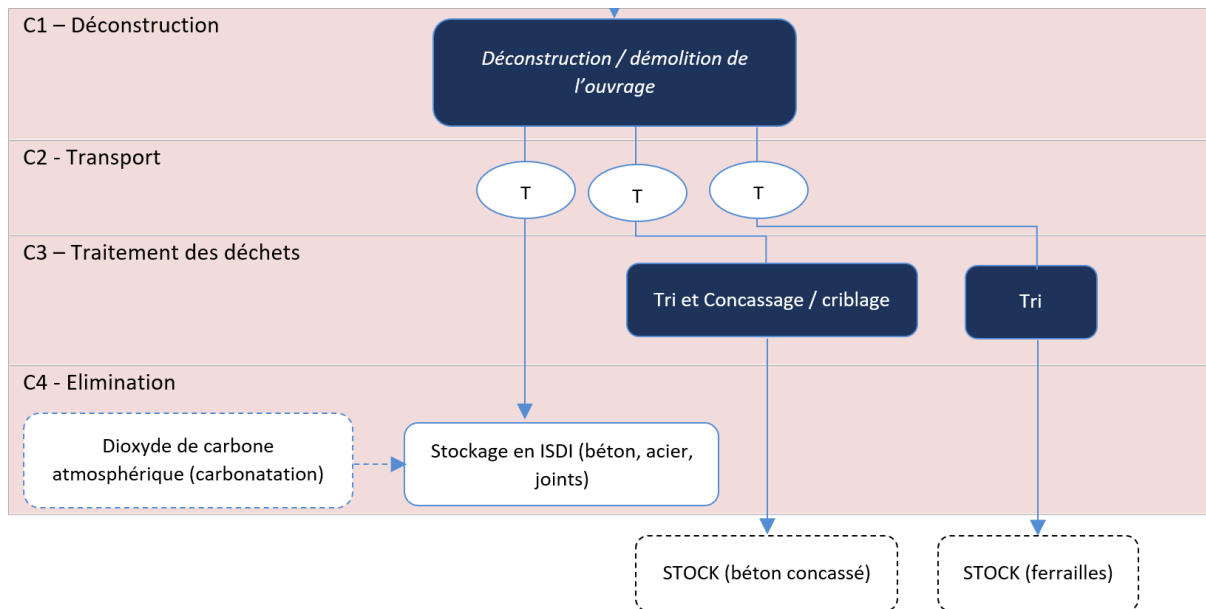 C1 – Déconstruction
Déconstruction / démolition de
l’ouvrage
C2 - Transport
T
T
T
C3 – Traitement des déchets
Tri et Concassage / criblage
Tri
C4 - Elimination
Dioxyde de carbone
atmosphérique (carbonatation)
Stockage en ISDI (béton, acier,
joints)
STOCK (béton concassé)
STOCK (ferrailles)